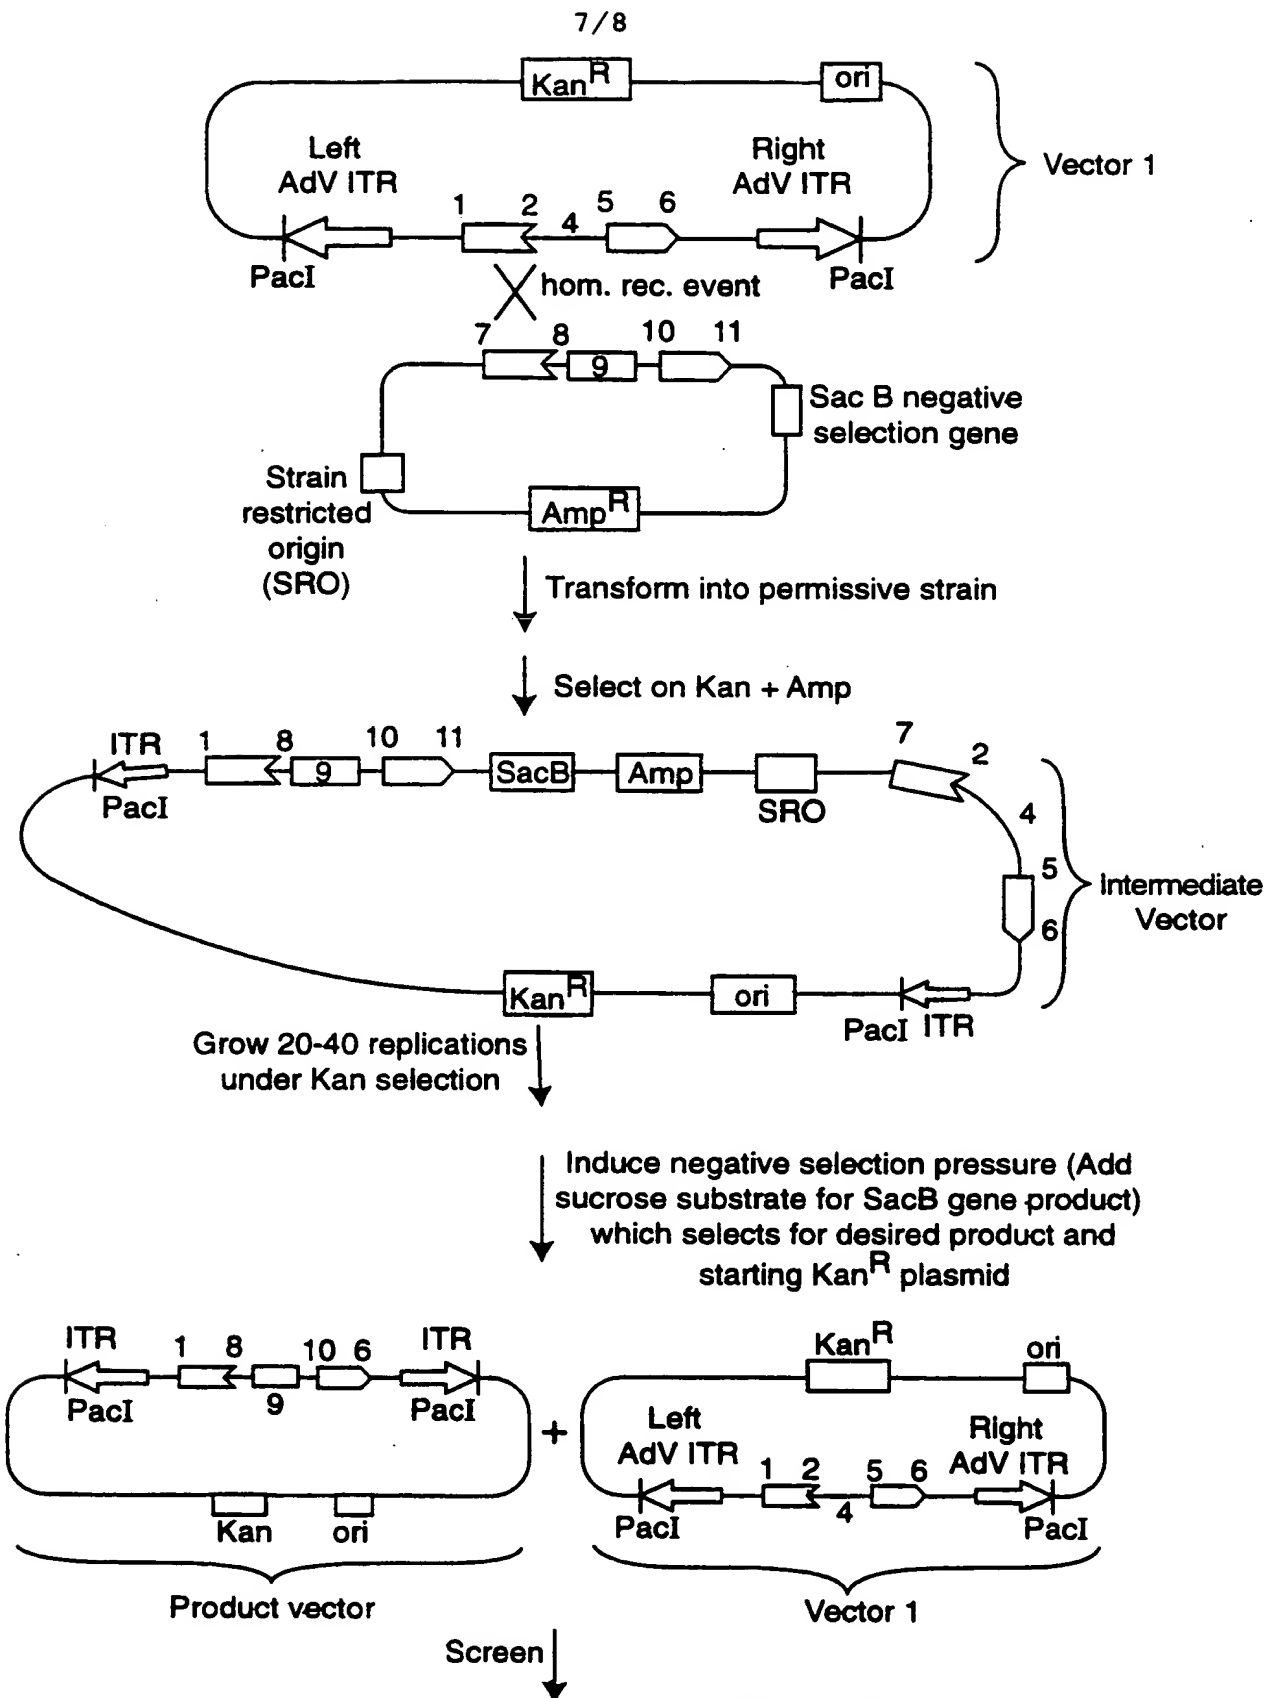 7/8
Kan^R
ori
Left
AdV ITR
Right
AdV ITR
Vector 1
1
2
4
5
6
PacI
PacI
hom. rec. event
7
8
9
10
11
Sac B negative
selection gene
Strain
restricted
origin
(SRO)
Amp^R
Transform into permissive strain
Select on Kan + Amp
ITR
1
8
9
10
11
SacB
Amp
SRO
7
2
4
5
6
PacI
Intermediate
Vector
Kan^R
ori
PacI
ITR
Grow 20-40 replications
under Kan selection
Induce negative selection pressure (Add
sucrose substrate for SacB gene product)
which selects for desired product and
starting Kan^R plasmid
ITR
1
8
10
6
ITR
PacI
9
PacI
Kan
ori
Product vector
+
Kan^R
ori
Left
AdV ITR
Right
AdV ITR
1
2
4
5
6
PacI
PacI
Vector 1
Screen